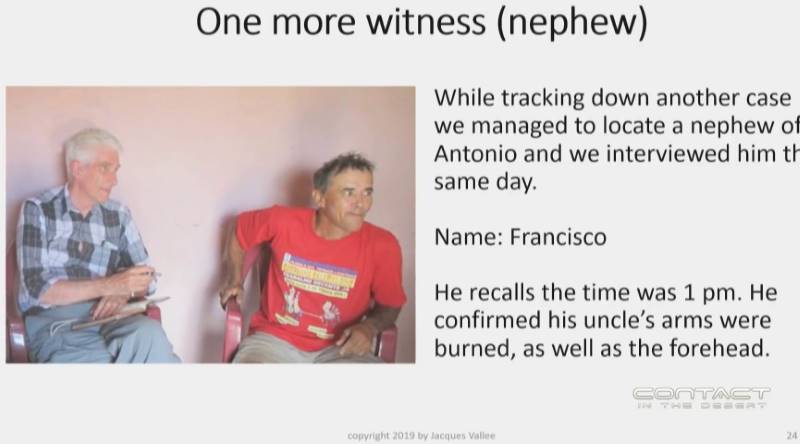 One more witness (nephew)
While tracking down another case
we managed to locate a nephew of
Antonio and we interviewed him th
same day.
Name: Francisco
He recalls the time was 1 pm. He
confirmed his uncle's arms were
burned, as well as the forehead.
CONTACT
IN THE DESERT
copyright 2019 by Jacques Vallee
24